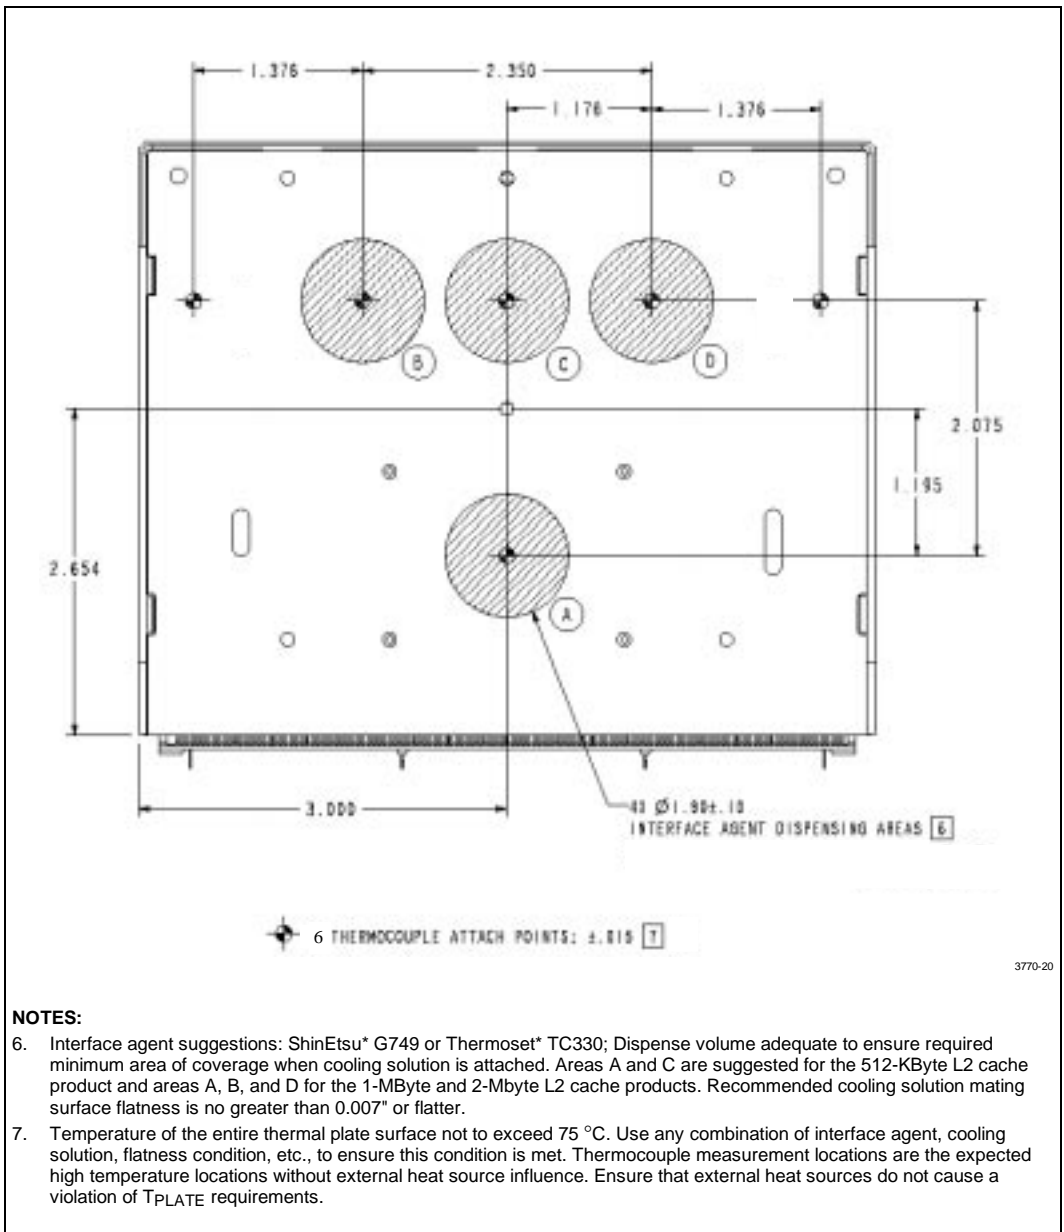 1.376
2.350
1.176
1.376
B
C
D
2.075
1.195
2.654
A
3.000
4X Ø1.90±.10
INTERFACE AGENT DISPENSING AREAS 6
6 THERMOCOUPLE ATTACH POINTS; ±.015 7
3770-20
NOTES:
6. Interface agent suggestions: ShinEtsu* G749 or Thermoset* TC330; Dispense volume adequate to ensure required
minimum area of coverage when cooling solution is attached. Areas A and C are suggested for the 512-KByte L2 cache
product and areas A, B, and D for the 1-MByte and 2-Mbyte L2 cache products. Recommended cooling solution mating
surface flatness is no greater than 0.007" or flatter.
7. Temperature of the entire thermal plate surface not to exceed 75 °C. Use any combination of interface agent, cooling
solution, flatness condition, etc., to ensure this condition is met. Thermocouple measurement locations are the expected
high temperature locations without external heat source influence. Ensure that external heat sources do not cause a
violation of TPLATE requirements.